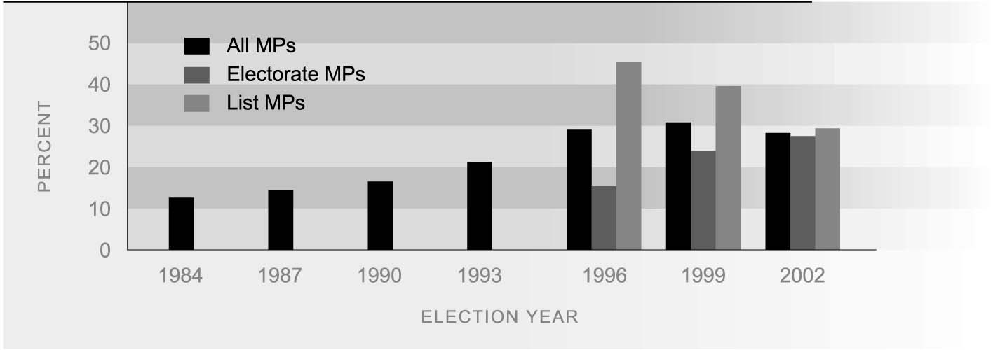 50
40
30
20
10
0
PERCENT
All MPs
Electorate MPs
List MPs
1984 1987 1990 1993 1996 1999 2002
ELECTION YEAR